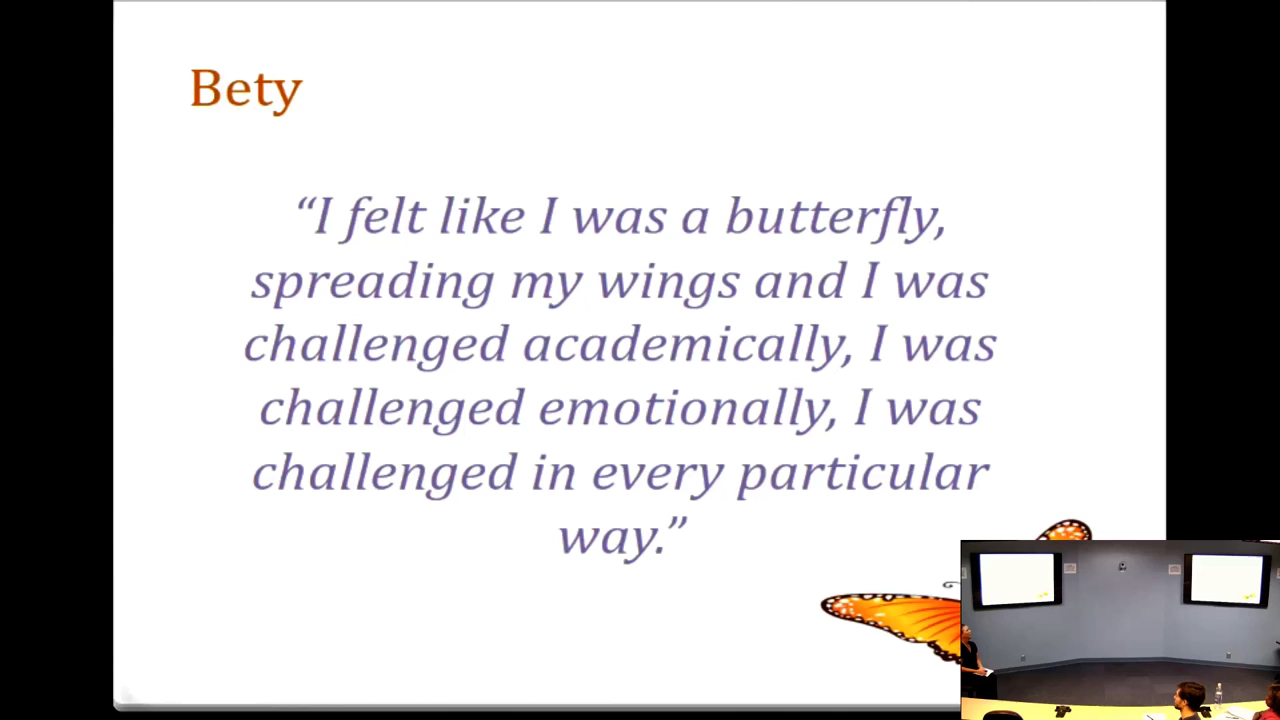 Bety
“I felt like I was a butterfly,
spreading my wings and I was
challenged academically, I was
challenged emotionally, I was
challenged in every particular
way.”